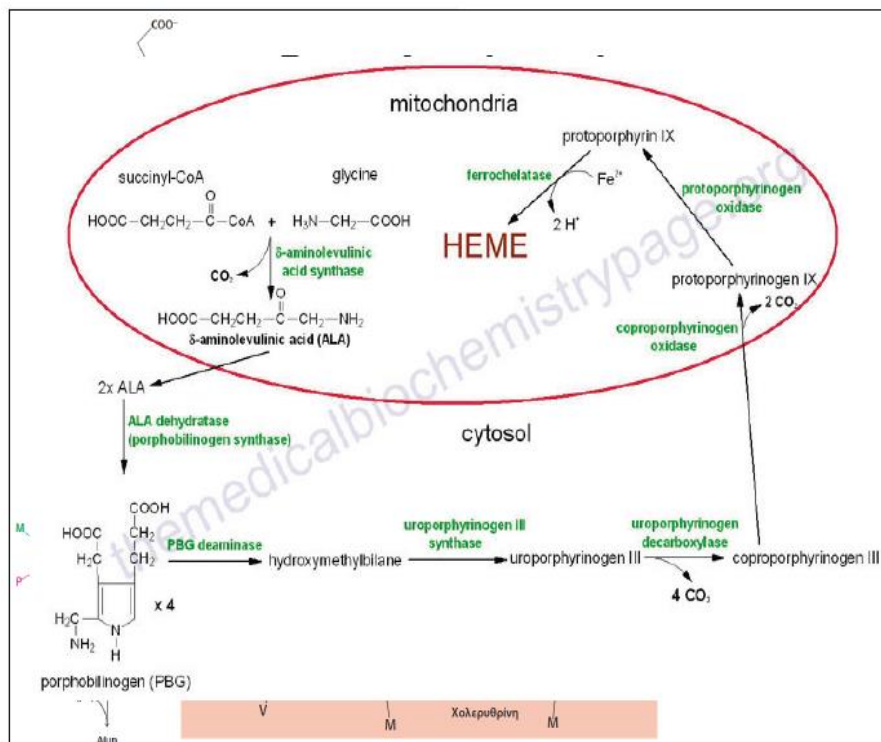 COO⁻
mitochondria
protoporphyrin IX
succinyl-CoA
glycine
ferrochelatase
Fe²⁺
protoporphyrinogen
oxidase
2 H⁺
HOOC—CH₂CH₂—C—CoA
O
+
H₃N—CH₂—COOH
HEME
δ-aminolevulinic
acid synthase
CO₂
protoporphyrinogen IX
2 CO₂
O
HOOC—CH₂CH₂—C—CH₂—NH₂
δ-aminolevulinic acid (ALA)
coproporphyrinogen
oxidase
2x ALA
ALA dehydratase
(porphobilinogen synthase)
cytosol
themedicalbiochemistrypage.org
COOH
HOOC
CH₂
M
H₂C
CH₂
P
PBG deaminase
hydroxymethylbilane
uroporphyrinogen III
synthase
uroporphyrinogen III
uroporphyrinogen
decarboxylase
coproporphyrinogen III
4 CO₂
x 4
H₂C
N
NH₂
H
porphobilinogen (PBG)
V
M
Χολερυθρίνη
M